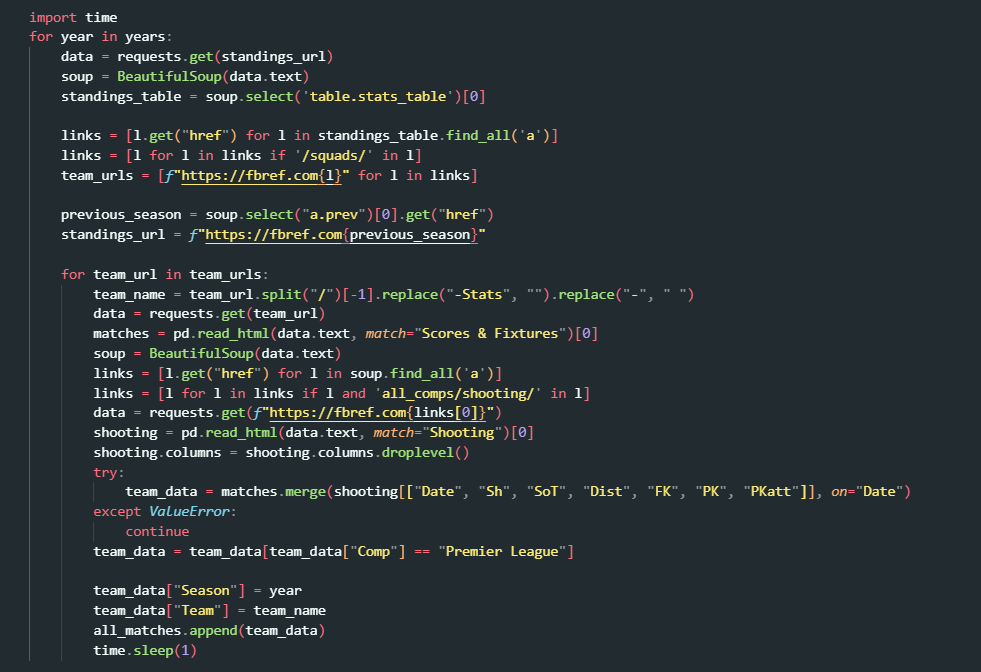 import time
for year in years:
    data = requests.get(standings_url)
    soup = BeautifulSoup(data.text)
    standings_table = soup.select('table.stats_table')[0]

    links = [l.get("href") for l in standings_table.find_all('a')]
    links = [l for l in links if '/squads/' in l]
    team_urls = [f"https://fbref.com{l}" for l in links]

    previous_season = soup.select("a.prev")[0].get("href")
    standings_url = f"https://fbref.com{previous_season}"

    for team_url in team_urls:
        team_name = team_url.split("/")[-1].replace("-Stats", "").replace("-", " ")
        data = requests.get(team_url)
        matches = pd.read_html(data.text, match="Scores & Fixtures")[0]
        soup = BeautifulSoup(data.text)
        links = [l.get("href") for l in soup.find_all('a')]
        links = [l for l in links if l and 'all_comps/shooting/' in l]
        data = requests.get(f"https://fbref.com{links[0]}")
        shooting = pd.read_html(data.text, match="Shooting")[0]
        shooting.columns = shooting.columns.droplevel()
        try:
            team_data = matches.merge(shooting[["Date", "Sh", "SoT", "Dist", "FK", "PK", "PKatt"]], on="Date")
        except ValueError:
            continue
        team_data = team_data[team_data["Comp"] == "Premier League"]

        team_data["Season"] = year
        team_data["Team"] = team_name
        all_matches.append(team_data)
        time.sleep(1)